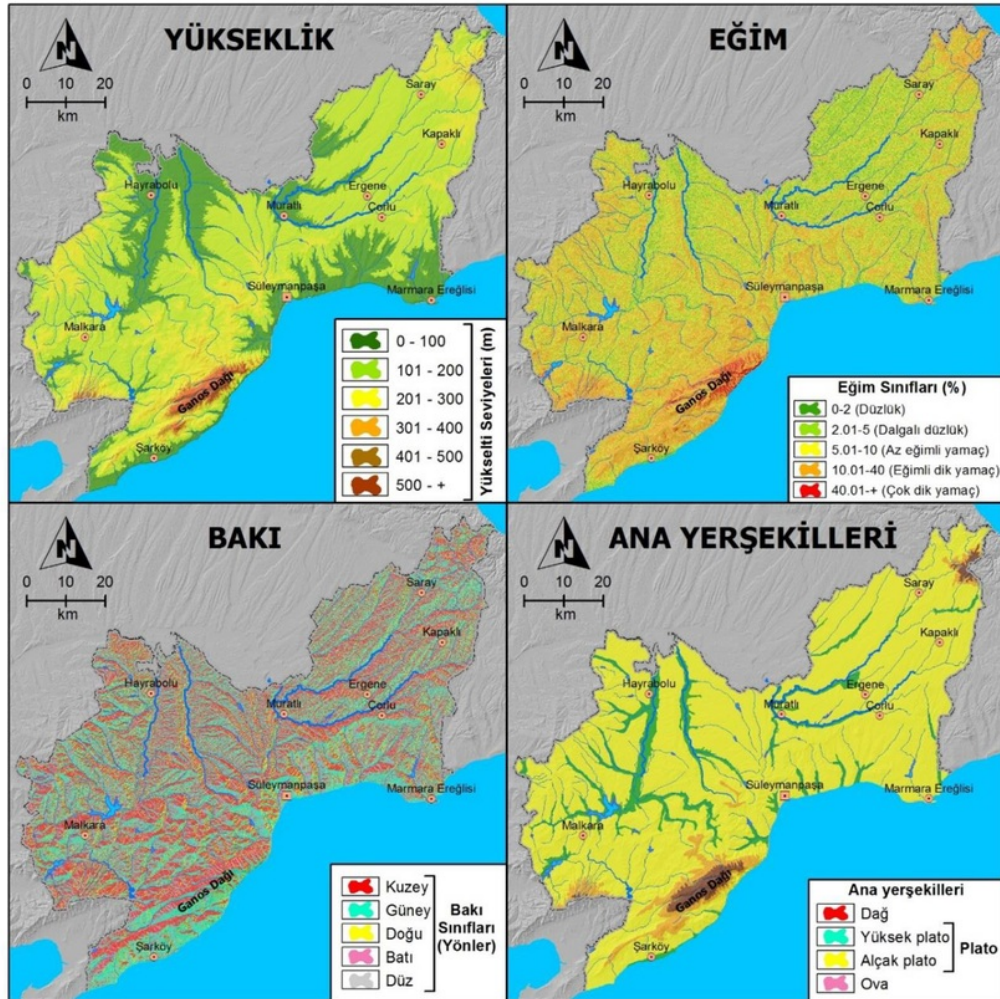 YÜKSEKLİK
N
0 10 20
km
Saray
Kapaklı
Hayrabolu
Ergene
Muratlı
Çorlu
Süleymanpaşa
Marmara Ereğlisi
Malkara
Ganos Dağı
Şarköy
0 - 100
101 - 200
201 - 300
301 - 400
401 - 500
500 - +
Yükselti Seviyeleri (m)
EĞİM
N
0 10 20
km
Saray
Kapaklı
Hayrabolu
Ergene
Muratlı
Çorlu
Süleymanpaşa
Marmara Ereğlisi
Malkara
Ganos Dağı
Şarköy
Eğim Sınıfları (%)
0-2 (Düzlük)
2.01-5 (Dalgalı düzlük)
5.01-10 (Az eğimli yamaç)
10.01-40 (Eğimli dik yamaç)
40.01-+ (Çok dik yamaç)
BAKI
N
0 10 20
km
Saray
Kapaklı
Hayrabolu
Ergene
Muratlı
Çorlu
Süleymanpaşa
Marmara Ereğlisi
Malkara
Ganos Dağı
Şarköy
Kuzey
Güney
Doğu
Batı
Düz
Bakı
Sınıfları
(Yönler)
ANA YERŞEKİLLERİ
N
0 10 20
km
Saray
Kapaklı
Hayrabolu
Ergene
Muratlı
Çorlu
Süleymanpaşa
Marmara Ereğlisi
Malkara
Ganos Dağı
Şarköy
Ana yerşekilleri
Dağ
Yüksek plato
Alçak plato
Plato
Ova